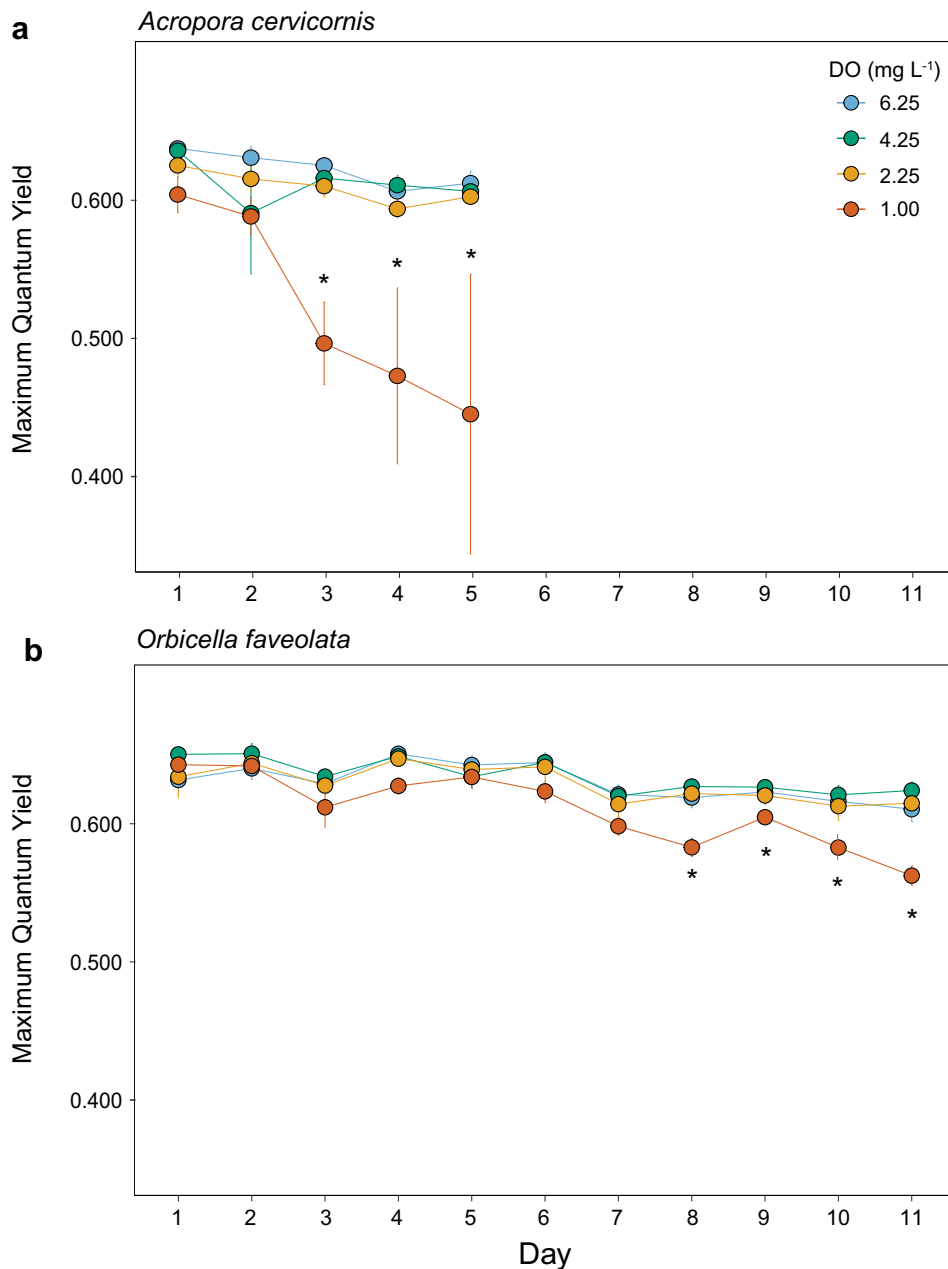 a
Acropora cervicornis
DO (mg L⁻¹)
6.25
4.25
2.25
1.00
Maximum Quantum Yield
0.600
0.500
0.400
* * *
1 2 3 4 5 6 7 8 9 10 11
b
Orbicella faveolata
Maximum Quantum Yield
0.600
0.500
0.400
* * * *
1 2 3 4 5 6 7 8 9 10 11
Day